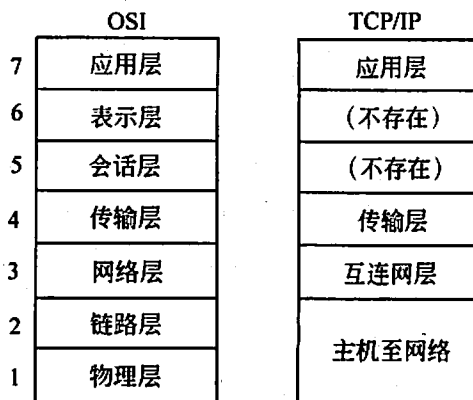 OSI TCP/IP
7 应用层 应用层
6 表示层 (不存在)
5 会话层 (不存在)
4 传输层 传输层
3 网络层 互连网层
2 链路层
主机至网络
1 物理层